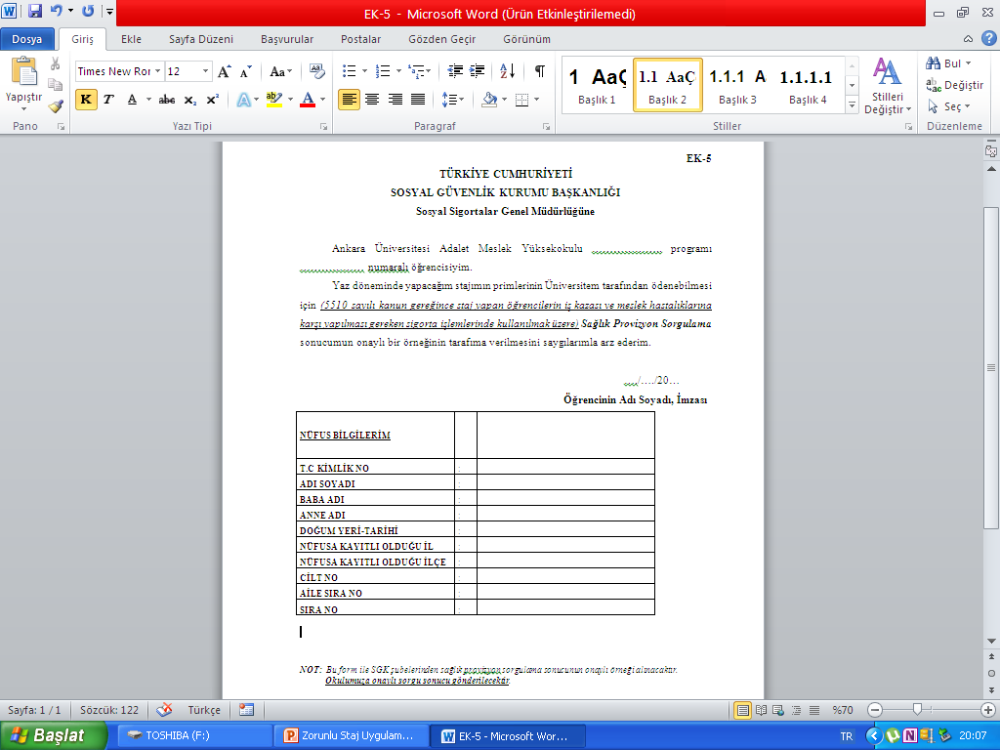 EK-5 - Microsoft Word (Ürün Etkinleştirilemedi)
Dosya Giriş Ekle Sayfa Düzeni Başvurular Postalar Gözden Geçir Görünüm
Times New Ror 12 Aa
Yapıştır
K T A abc x₂ x² A ab A
1 AaÇ 1.1 AaÇ 1.1.1 A 1.1.1.1
Başlık 1 Başlık 2 Başlık 3 Başlık 4
Stilleri Değiştir
Bul
Değiştir
Seç
Pano Yazı Tipi Paragraf Stiller Düzenleme
EK-5
TÜRKİYE CUMHURİYETİ
SOSYAL GÜVENLİK KURUMU BAŞKANLIĞI
Sosyal Sigortalar Genel Müdürlüğüne
Ankara Üniversitesi Adalet Meslek Yüksekokulu ………………… programı
………………… numaralı öğrencisiyim.
Yaz döneminde yapacağım stajımın primlerinin Üniversitem tarafından ödenebilmesi
için (5510 sayılı kanun gereğince staj yapan öğrencilerin iş kazası ve meslek hastalıklarına
karşı yapılması gereken sigorta işlemlerinde kullanılmak üzere) Sağlık Provizyon Sorgulama
sonucumun onaylı bir örneğinin tarafıma verilmesini saygılarımla arz ederim.
…./…./20…
Öğrencinin Adı Soyadı, İmzası
NÜFUS BİLGİLERİM
T.C KİMLİK NO :
ADI SOYADI :
BABA ADI :
ANNE ADI :
DOĞUM YERİ-TARİHİ :
NÜFUSA KAYITLI OLDUĞU İL :
NÜFUSA KAYITLI OLDUĞU İLÇE :
CİLT NO :
AİLE SIRA NO :
SIRA NO :
NOT: Bu form ile SGK şubelerinden sağlık provizyon sorgulama sonucunun onaylı örneği alınacaktır.
Okulumuza onaylı sorgu sonucu gönderilecektir.
Sayfa: 1 / 1 Sözcük: 122 Türkçe %70
Başlat TOSHIBA (F:) Zorunlu Staj Uygulam... EK-5 - Microsoft Wor... TR 20:07